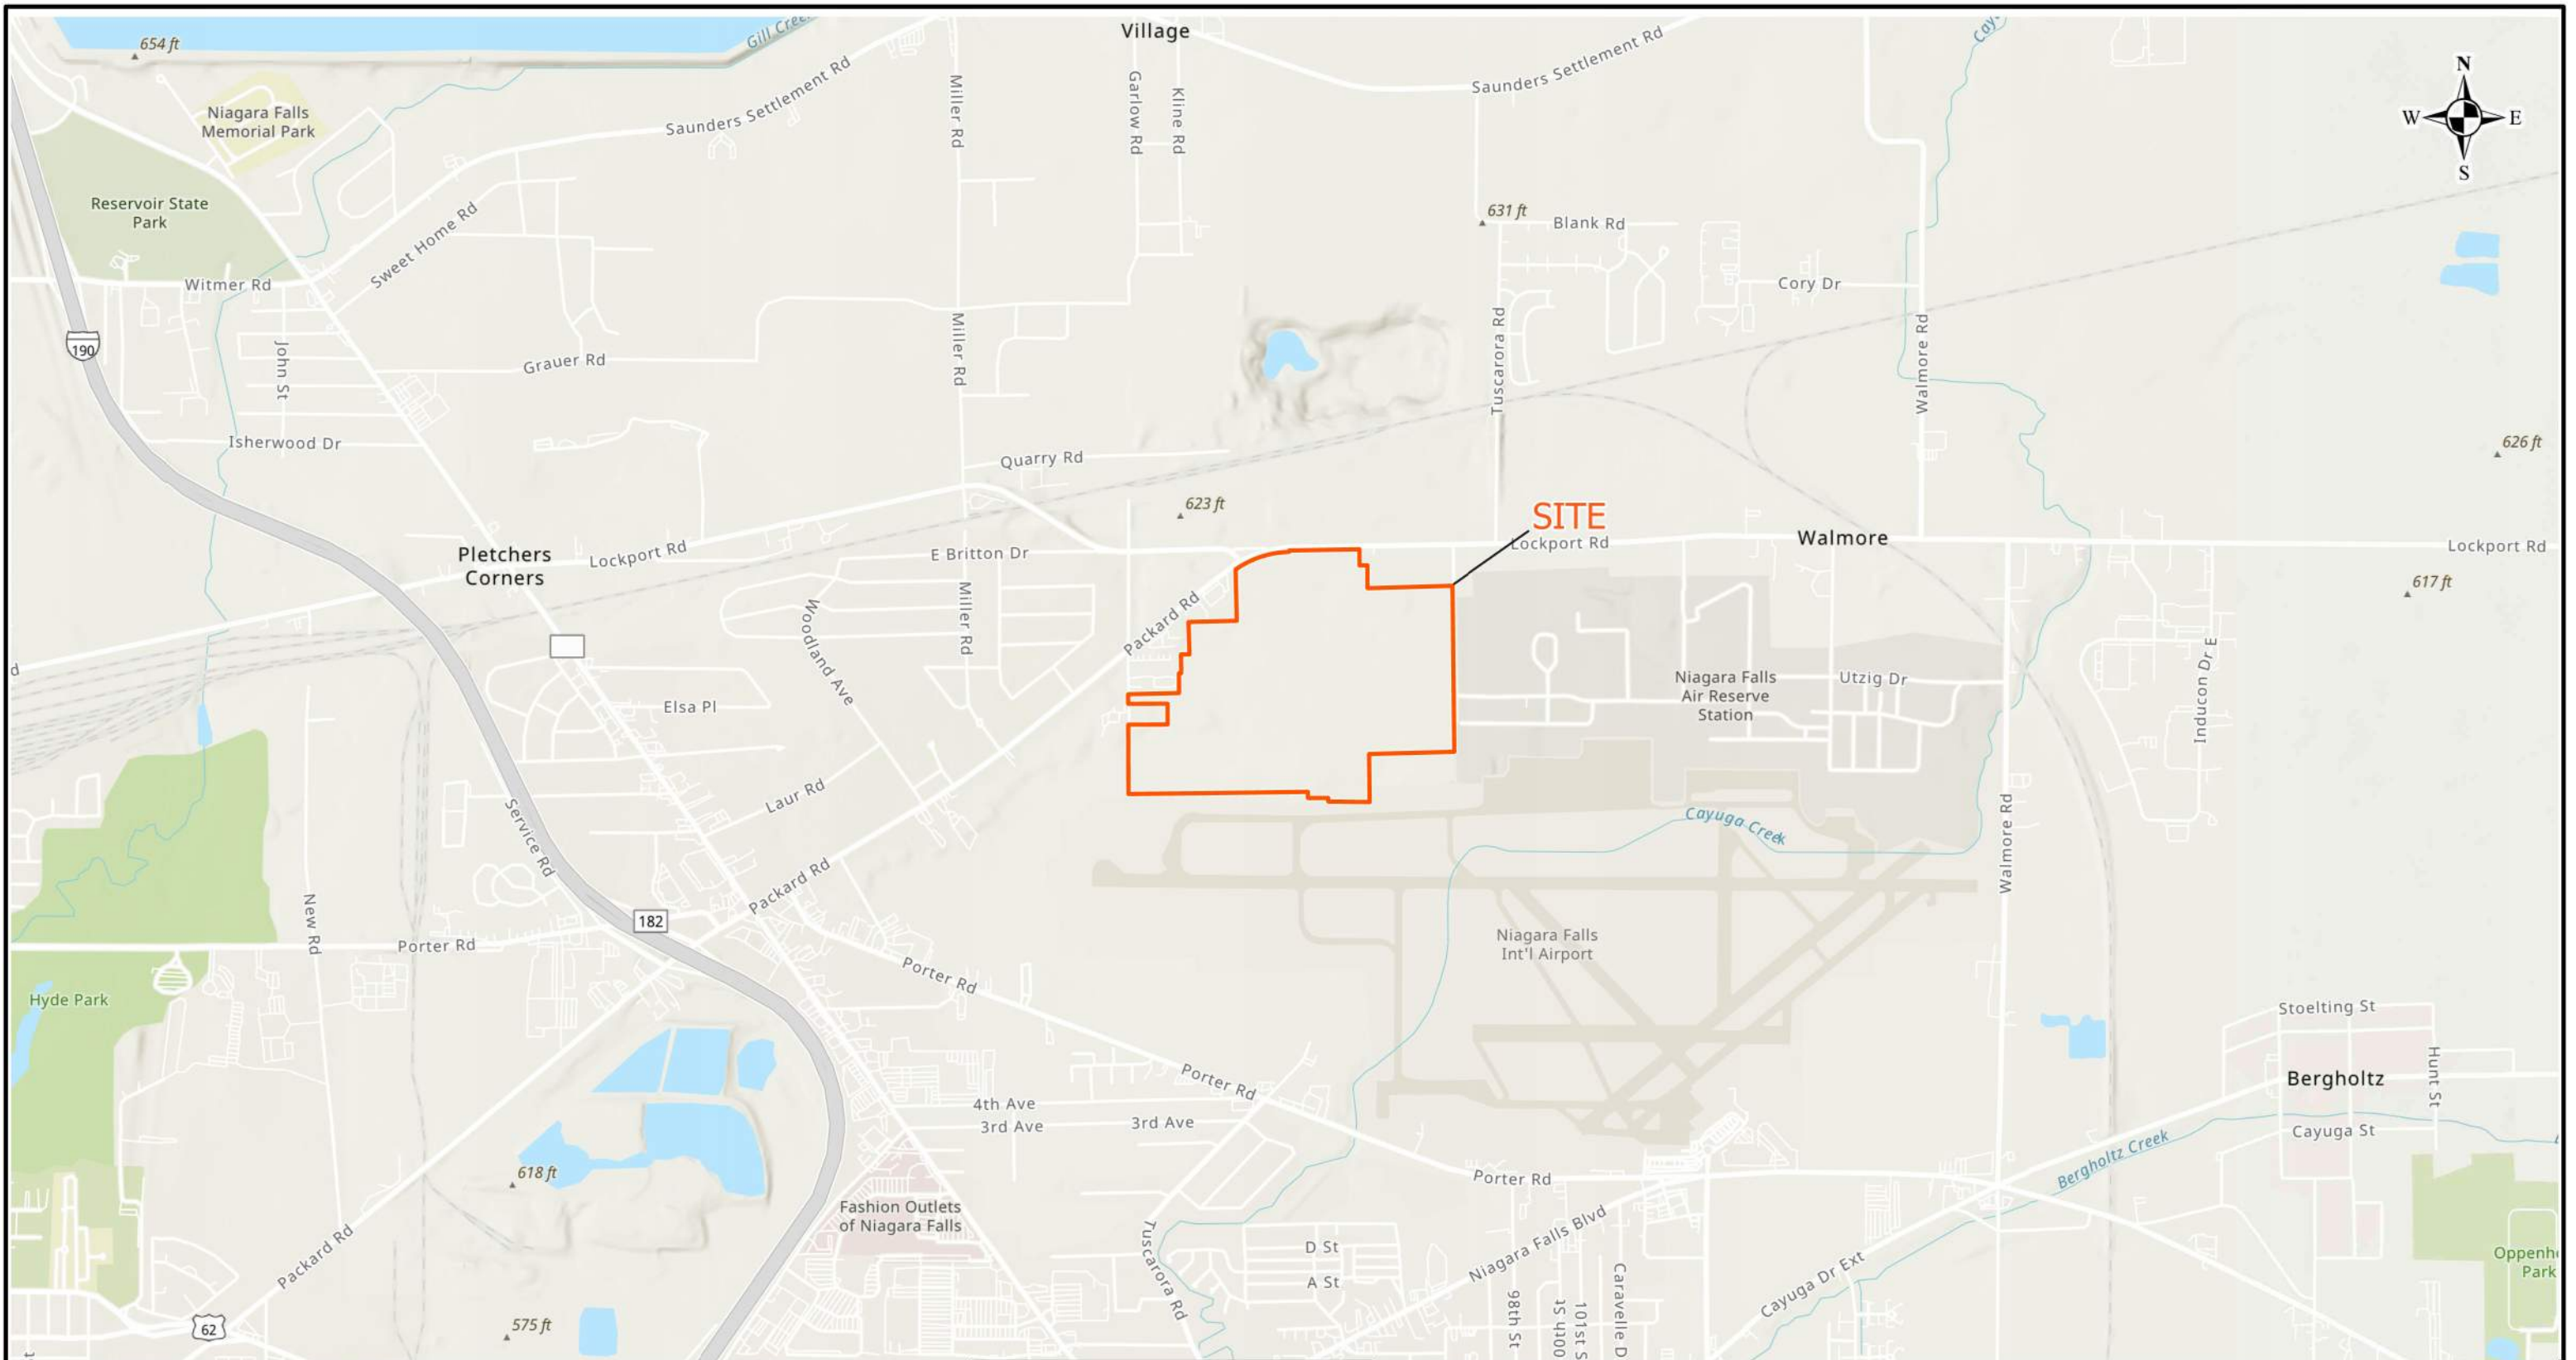 Village
654 ft
Gill Cree
Saunders Settlement Rd
Saunders Settlement Rd
Cayu
N
W
E
S
Niagara Falls
Memorial Park
Miller Rd
Garlow Rd
Kline Rd
Reservoir State
Park
Sweet Home Rd
631 ft
Blank Rd
Witmer Rd
Cory Dr
190
John St
Grauer Rd
Miller Rd
Tuscarora Rd
Walmore Rd
Isherwood Dr
Quarry Rd
626 ft
623 ft
SITE
Pletchers
Corners
Lockport Rd
E Britton Dr
Lockport Rd
Walmore
Lockport Rd
617 ft
Woodland Ave
Miller Rd
Packard Rd
d
Elsa Pl
Niagara Falls
Air Reserve
Station
Utzig Dr
Inducon Dr E
Laur Rd
Service Rd
Cayuga Creek
Walmore Rd
Packard Rd
New Rd
182
Porter Rd
Porter Rd
Niagara Falls
Int'l Airport
Hyde Park
Stoelting St
Hunt St
Bergholtz
Porter Rd
4th Ave
3rd Ave
3rd Ave
Cayuga St
Bergholtz Creek
618 ft
Porter Rd
Fashion Outlets
of Niagara Falls
Tuscarora Rd
Niagara Falls Blvd
D St
A St
Packard Rd
Cayuga Dr Ext
Caravelle D
Oppenh
Park
98th St
101st S
62
575 ft